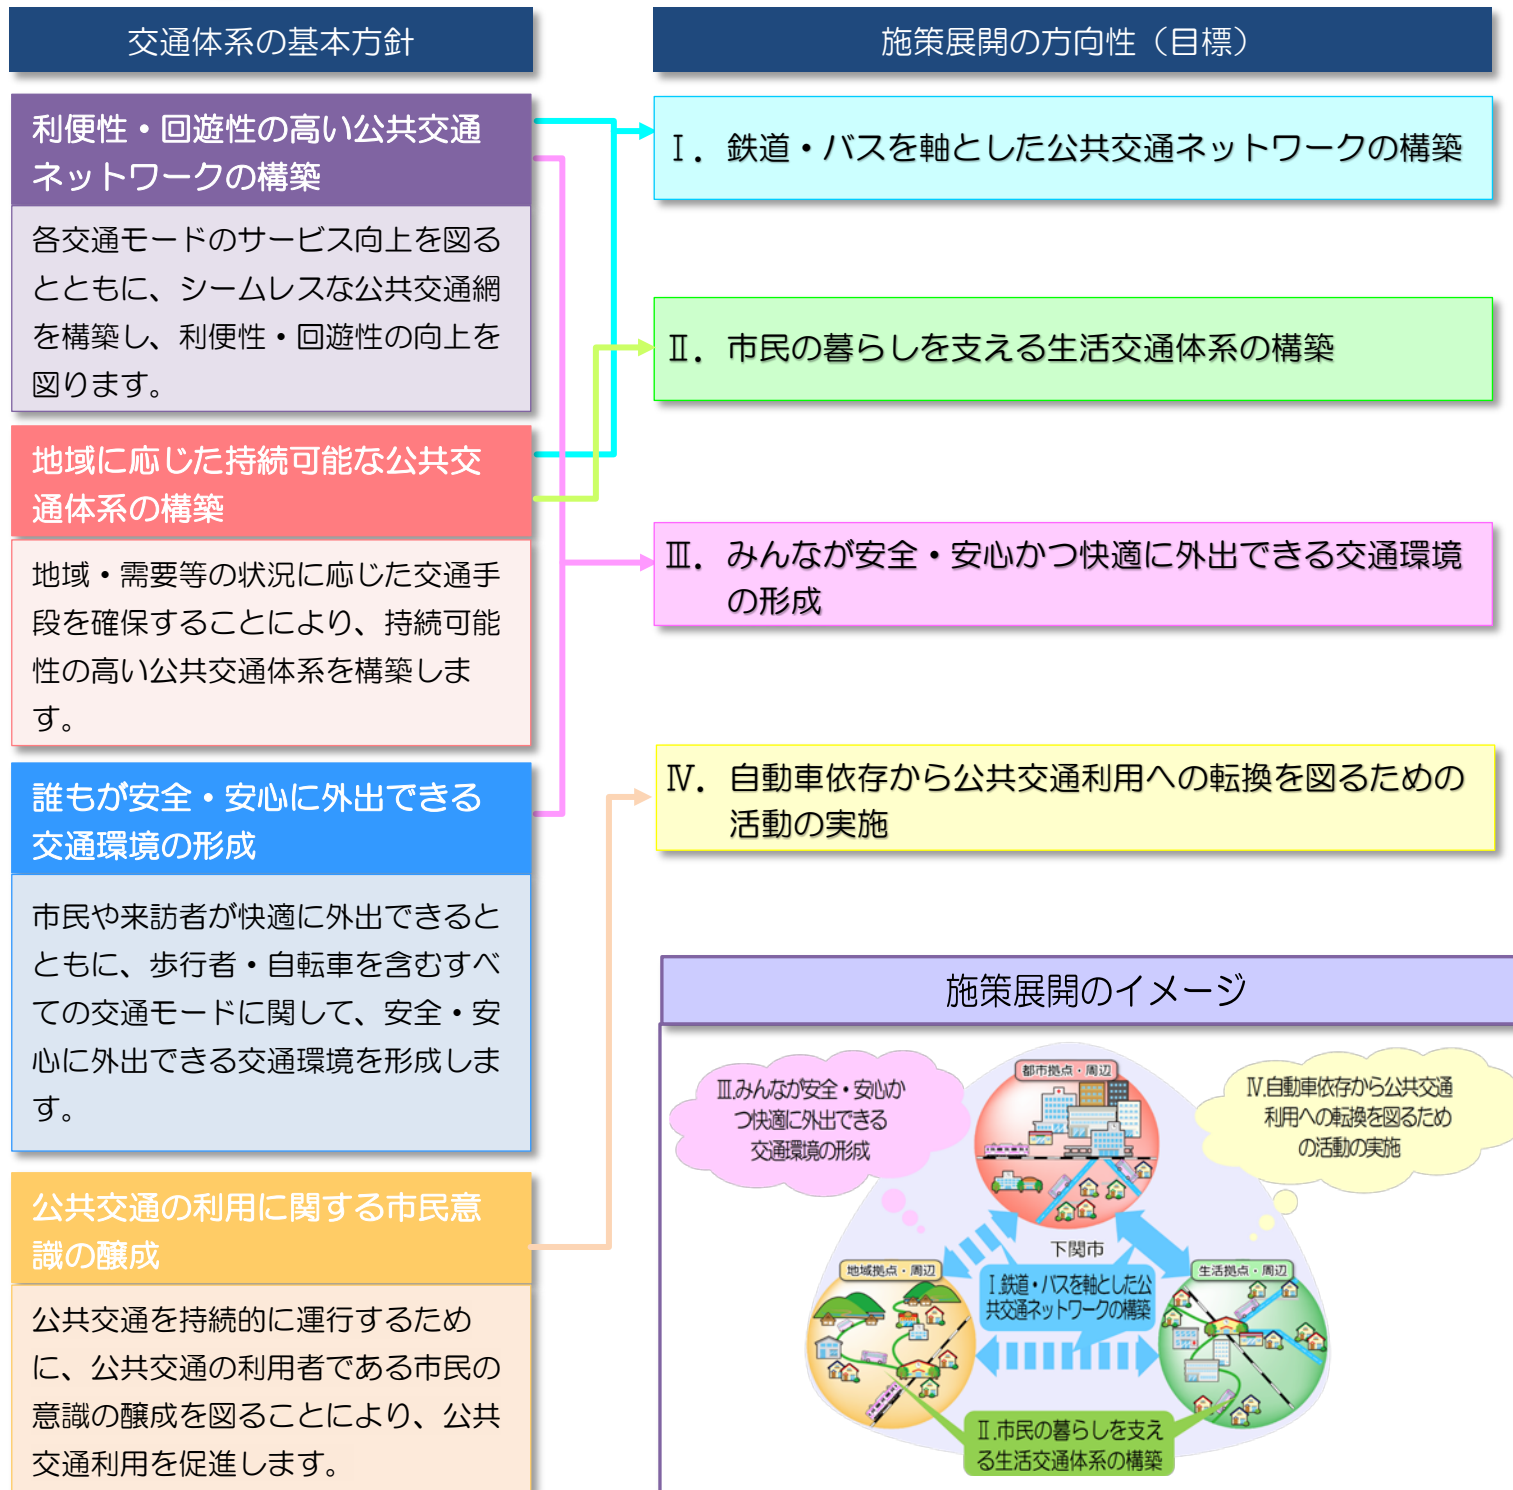 交通体系の基本方針
利便性・回遊性の高い公共交通
ネットワークの構築
各交通モードのサービス向上を図る
とともに、シームレスな公共交通網
を構築し、利便性・回遊性の向上を
図ります。
地域に応じた持続可能な公共交
通体系の構築
地域・需要等の状況に応じた交通手
段を確保することにより、持続可能
性の高い公共交通体系を構築しま
す。
誰もが安全・安心に外出できる
交通環境の形成
市民や来訪者が快適に外出できると
ともに、歩行者・自転車を含むすべ
ての交通モードに関して、安全・安
心に外出できる交通環境を形成しま
す。
公共交通の利用に関する市民意
識の醸成
公共交通を持続的に運行するため
に、公共交通の利用者である市民の
意識の醸成を図ることにより、公共
交通利用を促進します。
施策展開の方向性（目標）
Ⅰ．鉄道・バスを軸とした公共交通ネットワークの構築
Ⅱ．市民の暮らしを支える生活交通体系の構築
Ⅲ．みんなが安全・安心かつ快適に外出できる交通環境
の形成
Ⅳ．自動車依存から公共交通利用への転換を図るための
活動の実施
施策展開のイメージ
Ⅲ.みんなが安全・安心か
つ快適に外出できる
交通環境の形成
都市拠点・周辺
Ⅳ.自動車依存から公共交通
利用への転換を図るため
の活動の実施
下関市
地域拠点・周辺
Ⅰ.鉄道・バスを軸とした公
共交通ネットワークの構築
生活拠点・周辺
Ⅱ.市民の暮らしを支え
る生活交通体系の構築